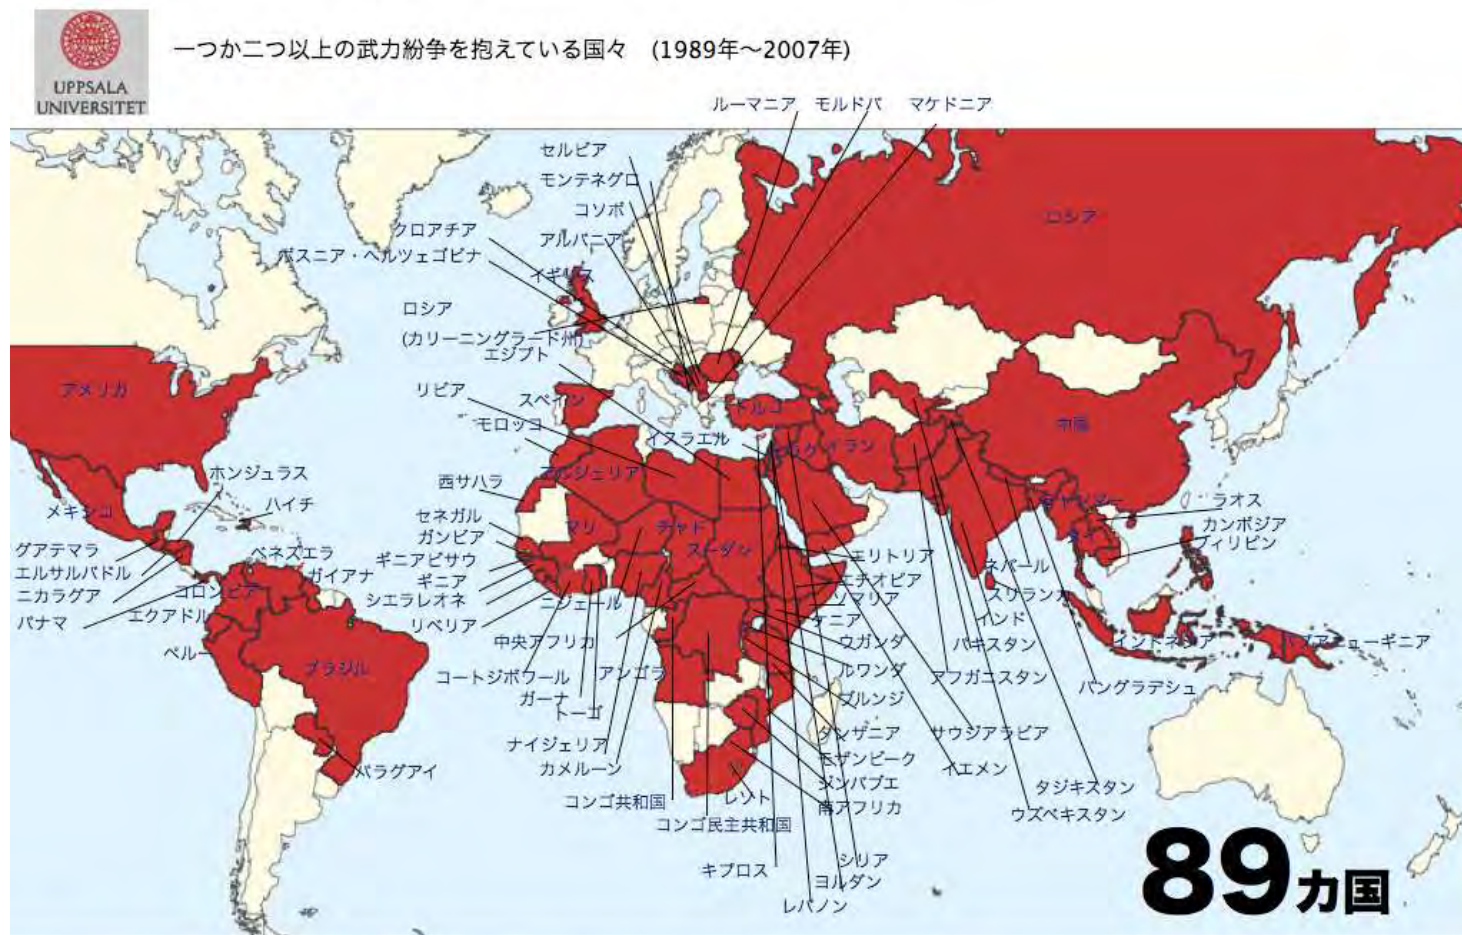 UPPSALA
UNIVERSITET
一つか二つ以上の武力紛争を抱えている国々　(1989年〜2007年)
ルーマニア　モルドバ　マケドニア
セルビア
モンテネグロ
コソボ
クロアチア
アルバニア
ボスニア・ヘルツェゴビナ
イギリス
ロシア
ロシア
(カリーニングラード州)
エジプト
アメリカ
リビア
スペイン
モロッコ
トルコ
イスラエル
イラク
イラン
中国
ホンジュラス
アルジェリア
西サハラ
ハイチ
メキシコ
ミャンマー
ラオス
セネガル
マリ
チャド
カンボジア
ガンビア
スーダン
タイ
フィリピン
グアテマラ
ベネズエラ
ギニアビサウ
エリトリア
ネパール
エルサルバドル
ガイアナ
ギニア
エチオピア
ニカラグア
コロンビア
シエラレオネ
ニジェール
ソマリア
スリランカ
パナマ
エクアドル
リベリア
ケニア
インド
中央アフリカ
ウガンダ
パキスタン
インドネシア
パプアニューギニア
ペルー
ブラジル
コートジボワール
アンゴラ
ルワンダ
アフガニスタン
バングラデシュ
ガーナ
ブルンジ
トーゴ
タンザニア
サウジアラビア
ナイジェリア
モザンビーク
パラグアイ
カメルーン
ジンバブエ
イエメン
タジキスタン
コンゴ共和国
レソト
南アフリカ
ウズベキスタン
コンゴ民主共和国
キプロス
シリア
ヨルダン
レバノン
89カ国